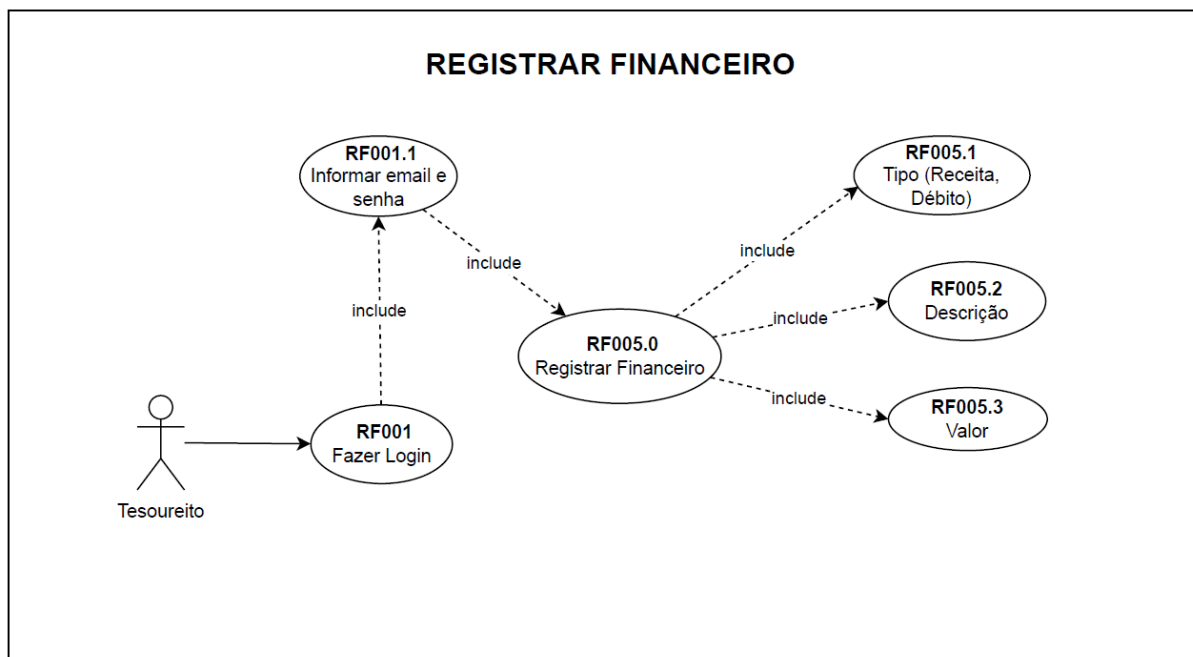 REGISTRAR FINANCEIRO
RF001.1
Informar email e
senha
RF005.1
Tipo (Receita,
Débito)
include
include
include
RF005.2
Descrição
include
RF005.0
Registrar Financeiro
include
RF005.3
Valor
RF001
Fazer Login
Tesoureito